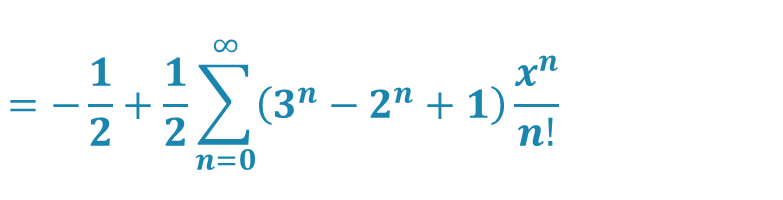 = −1/2 + 1/2 ∑_{n=0}^{∞} (3^n − 2^n + 1) x^n/n!